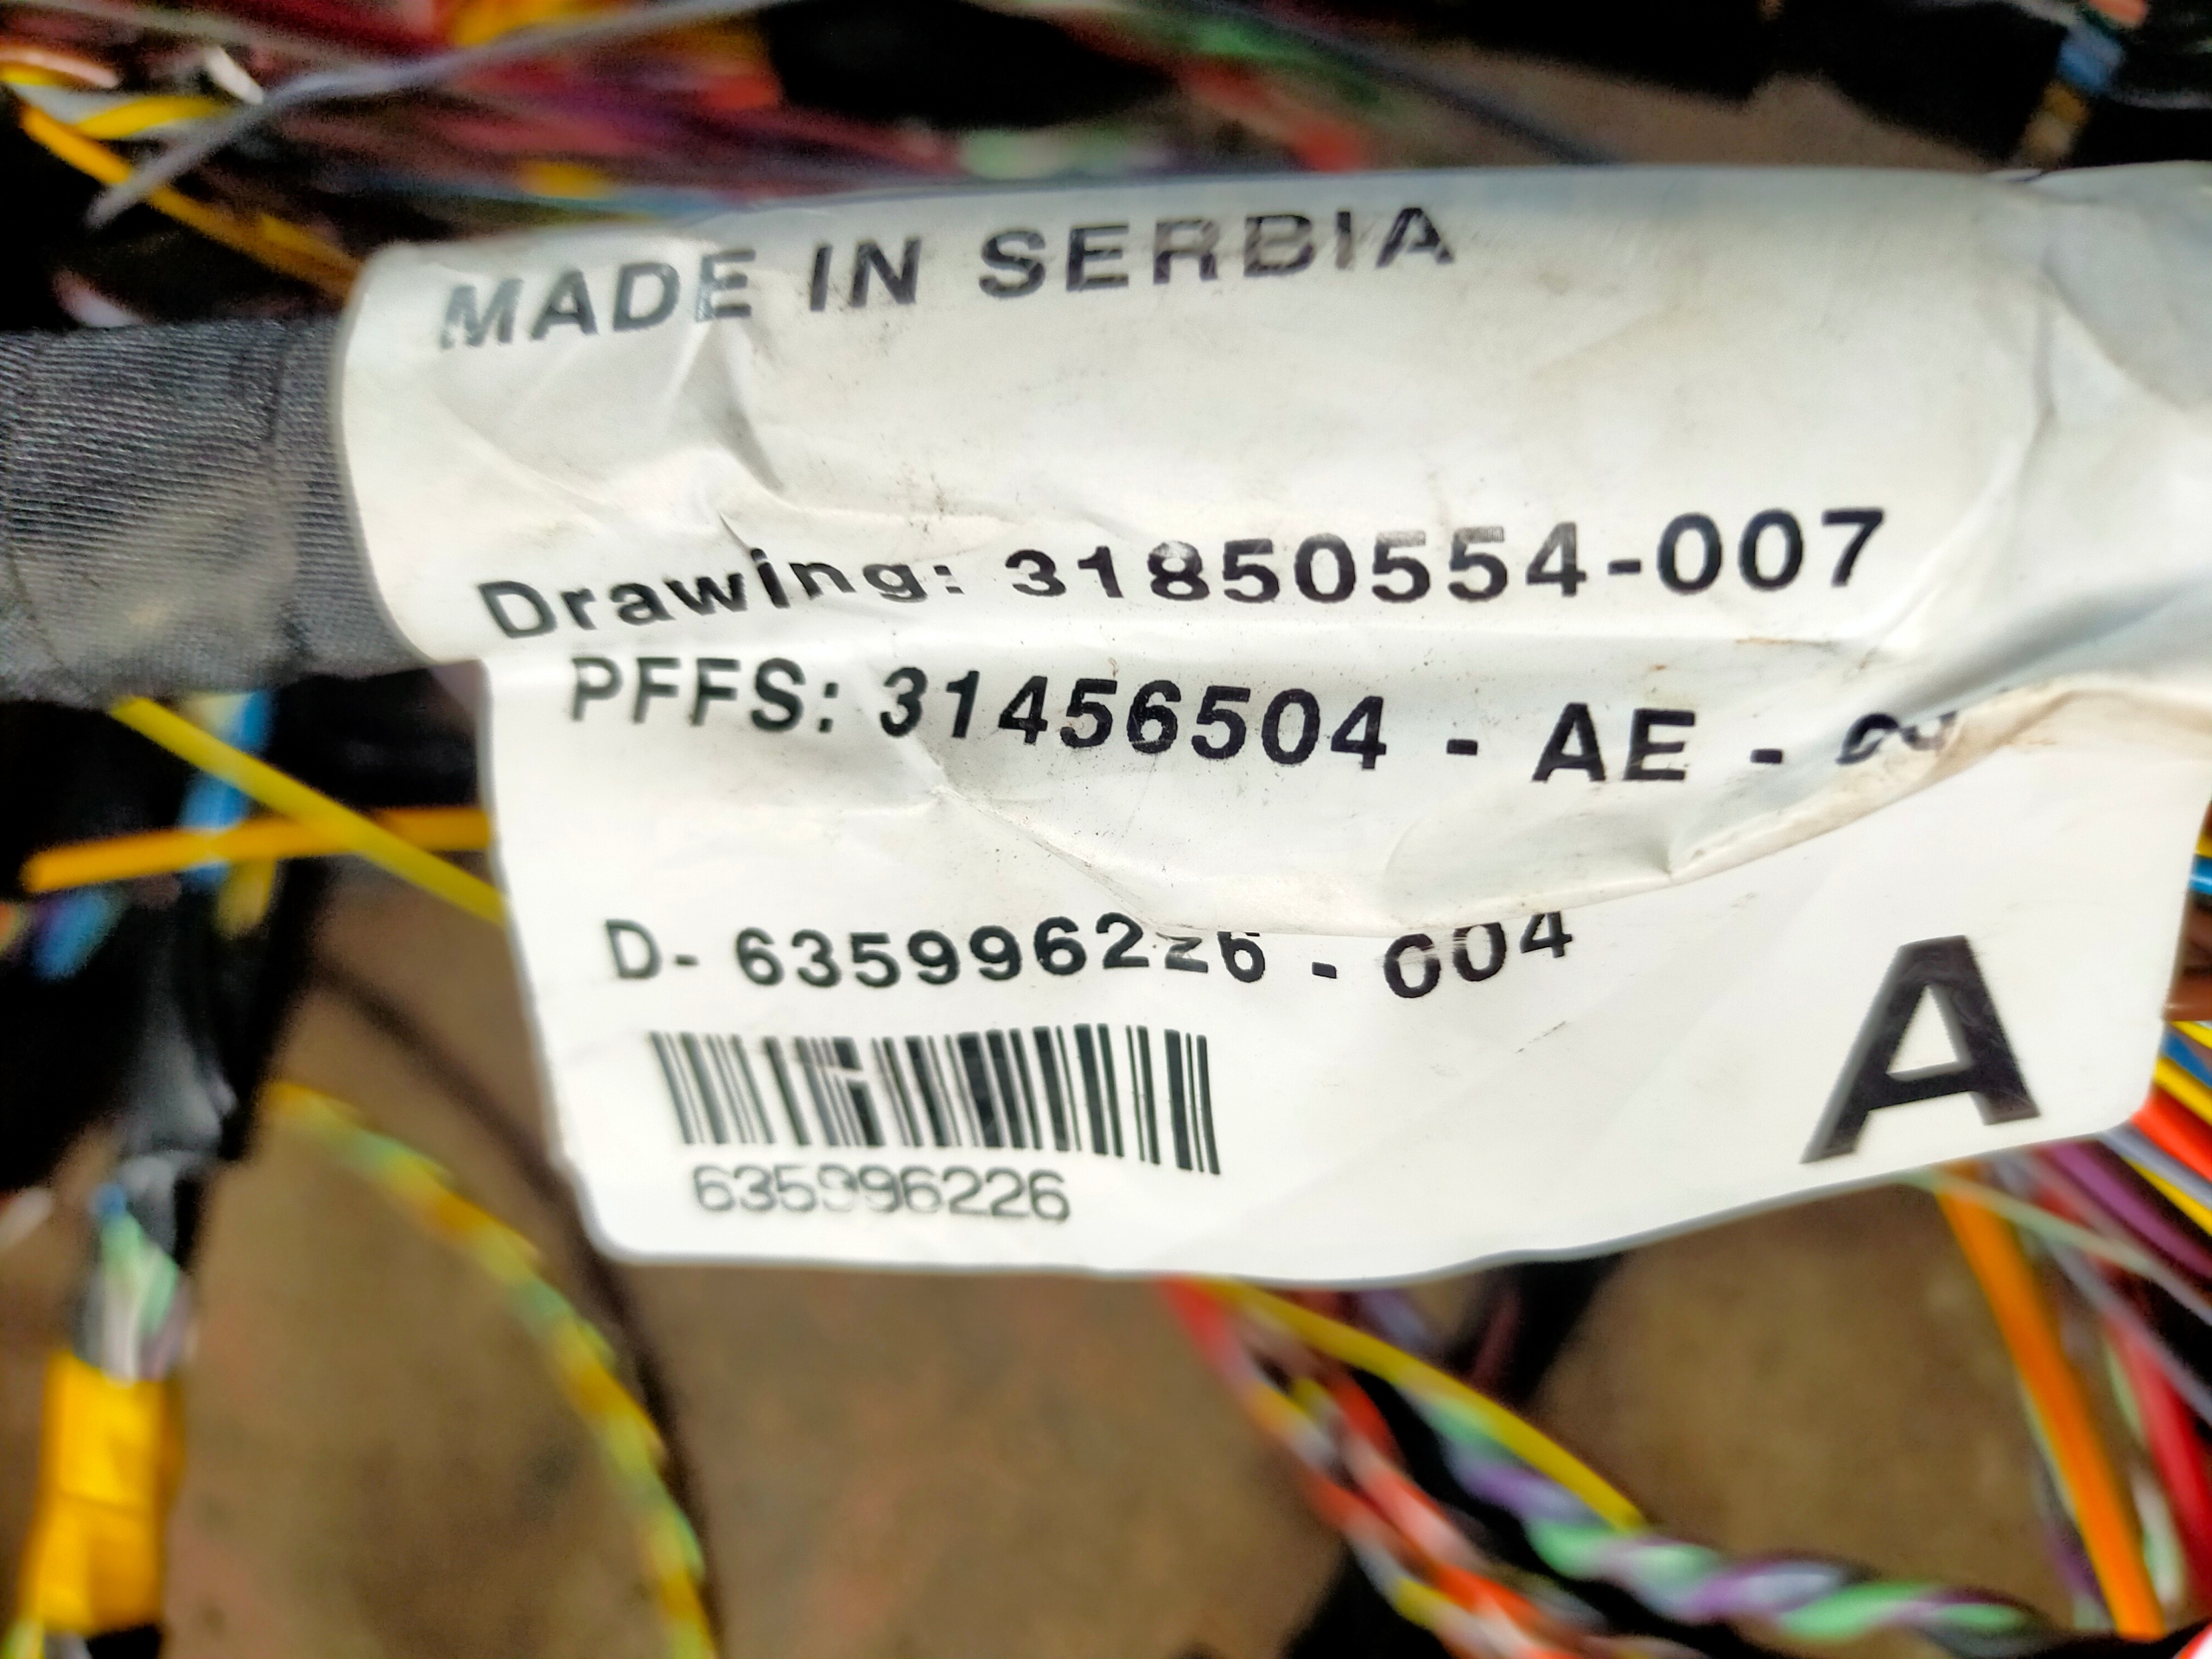 MADE IN SERBIA
Drawing: 31850554-007
PFFS: 31456504 - AE -
D- 635996226 - 004
A
635996226